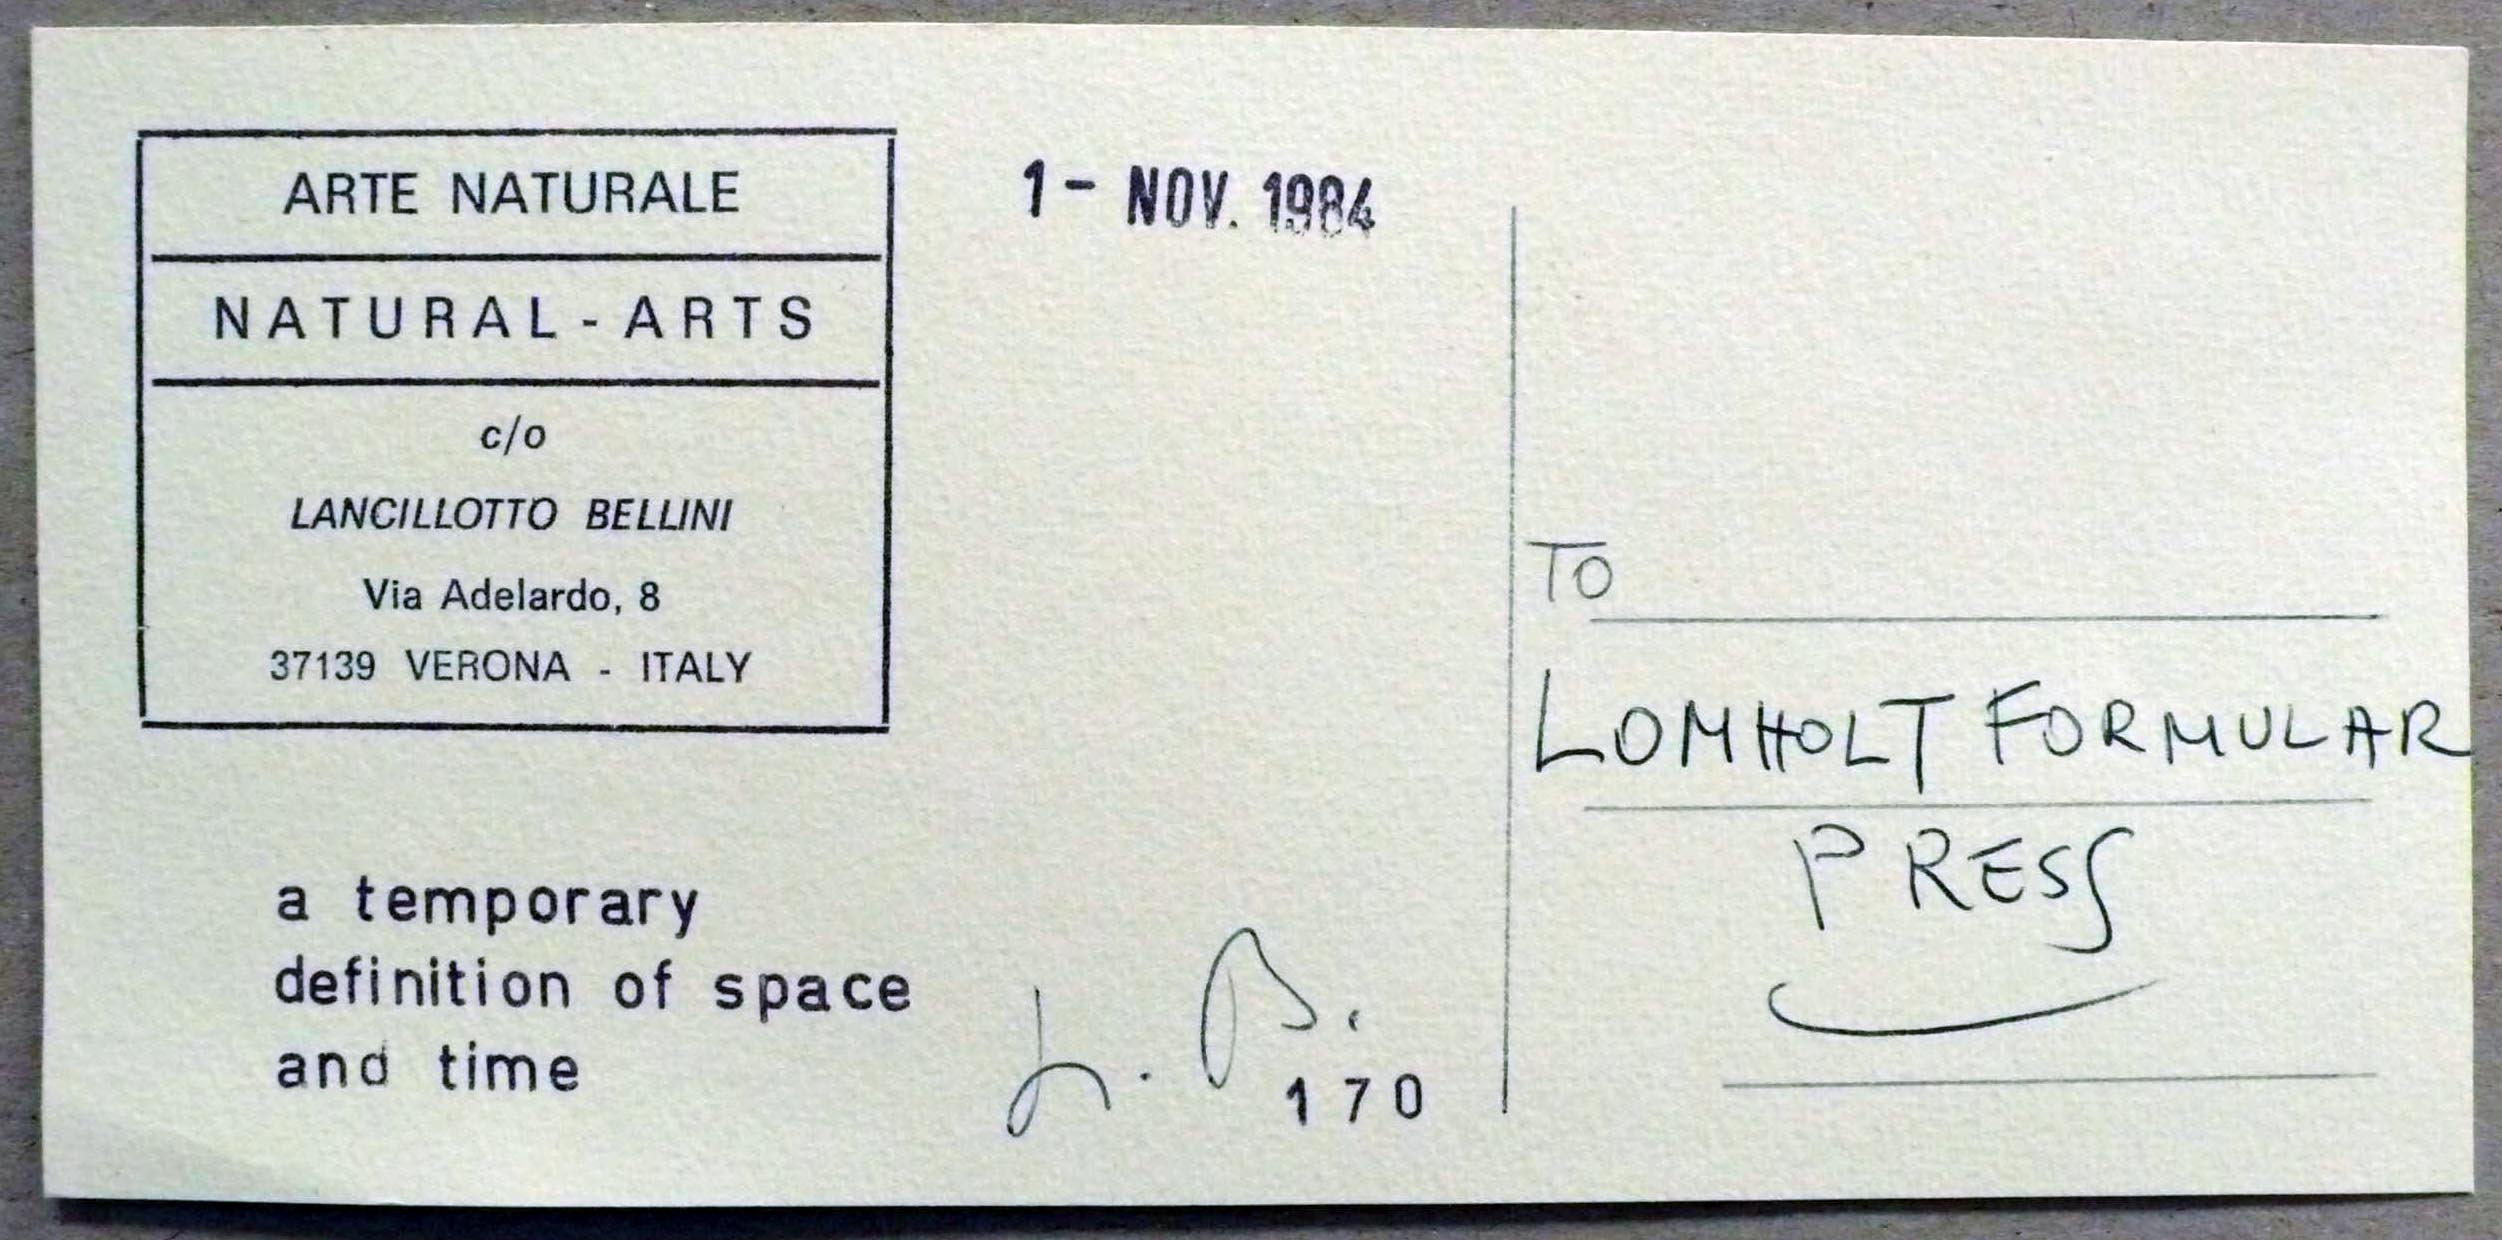 ARTE NATURALE
NATURAL - ARTS
c/o
LANCILLOTTO BELLINI
Via Adelardo, 8
37139 VERONA - ITALY
1 - NOV. 1984
a temporary
definition of space
and time
L. B.
170
TO
LOMHOLT FORMULAR
PRESS